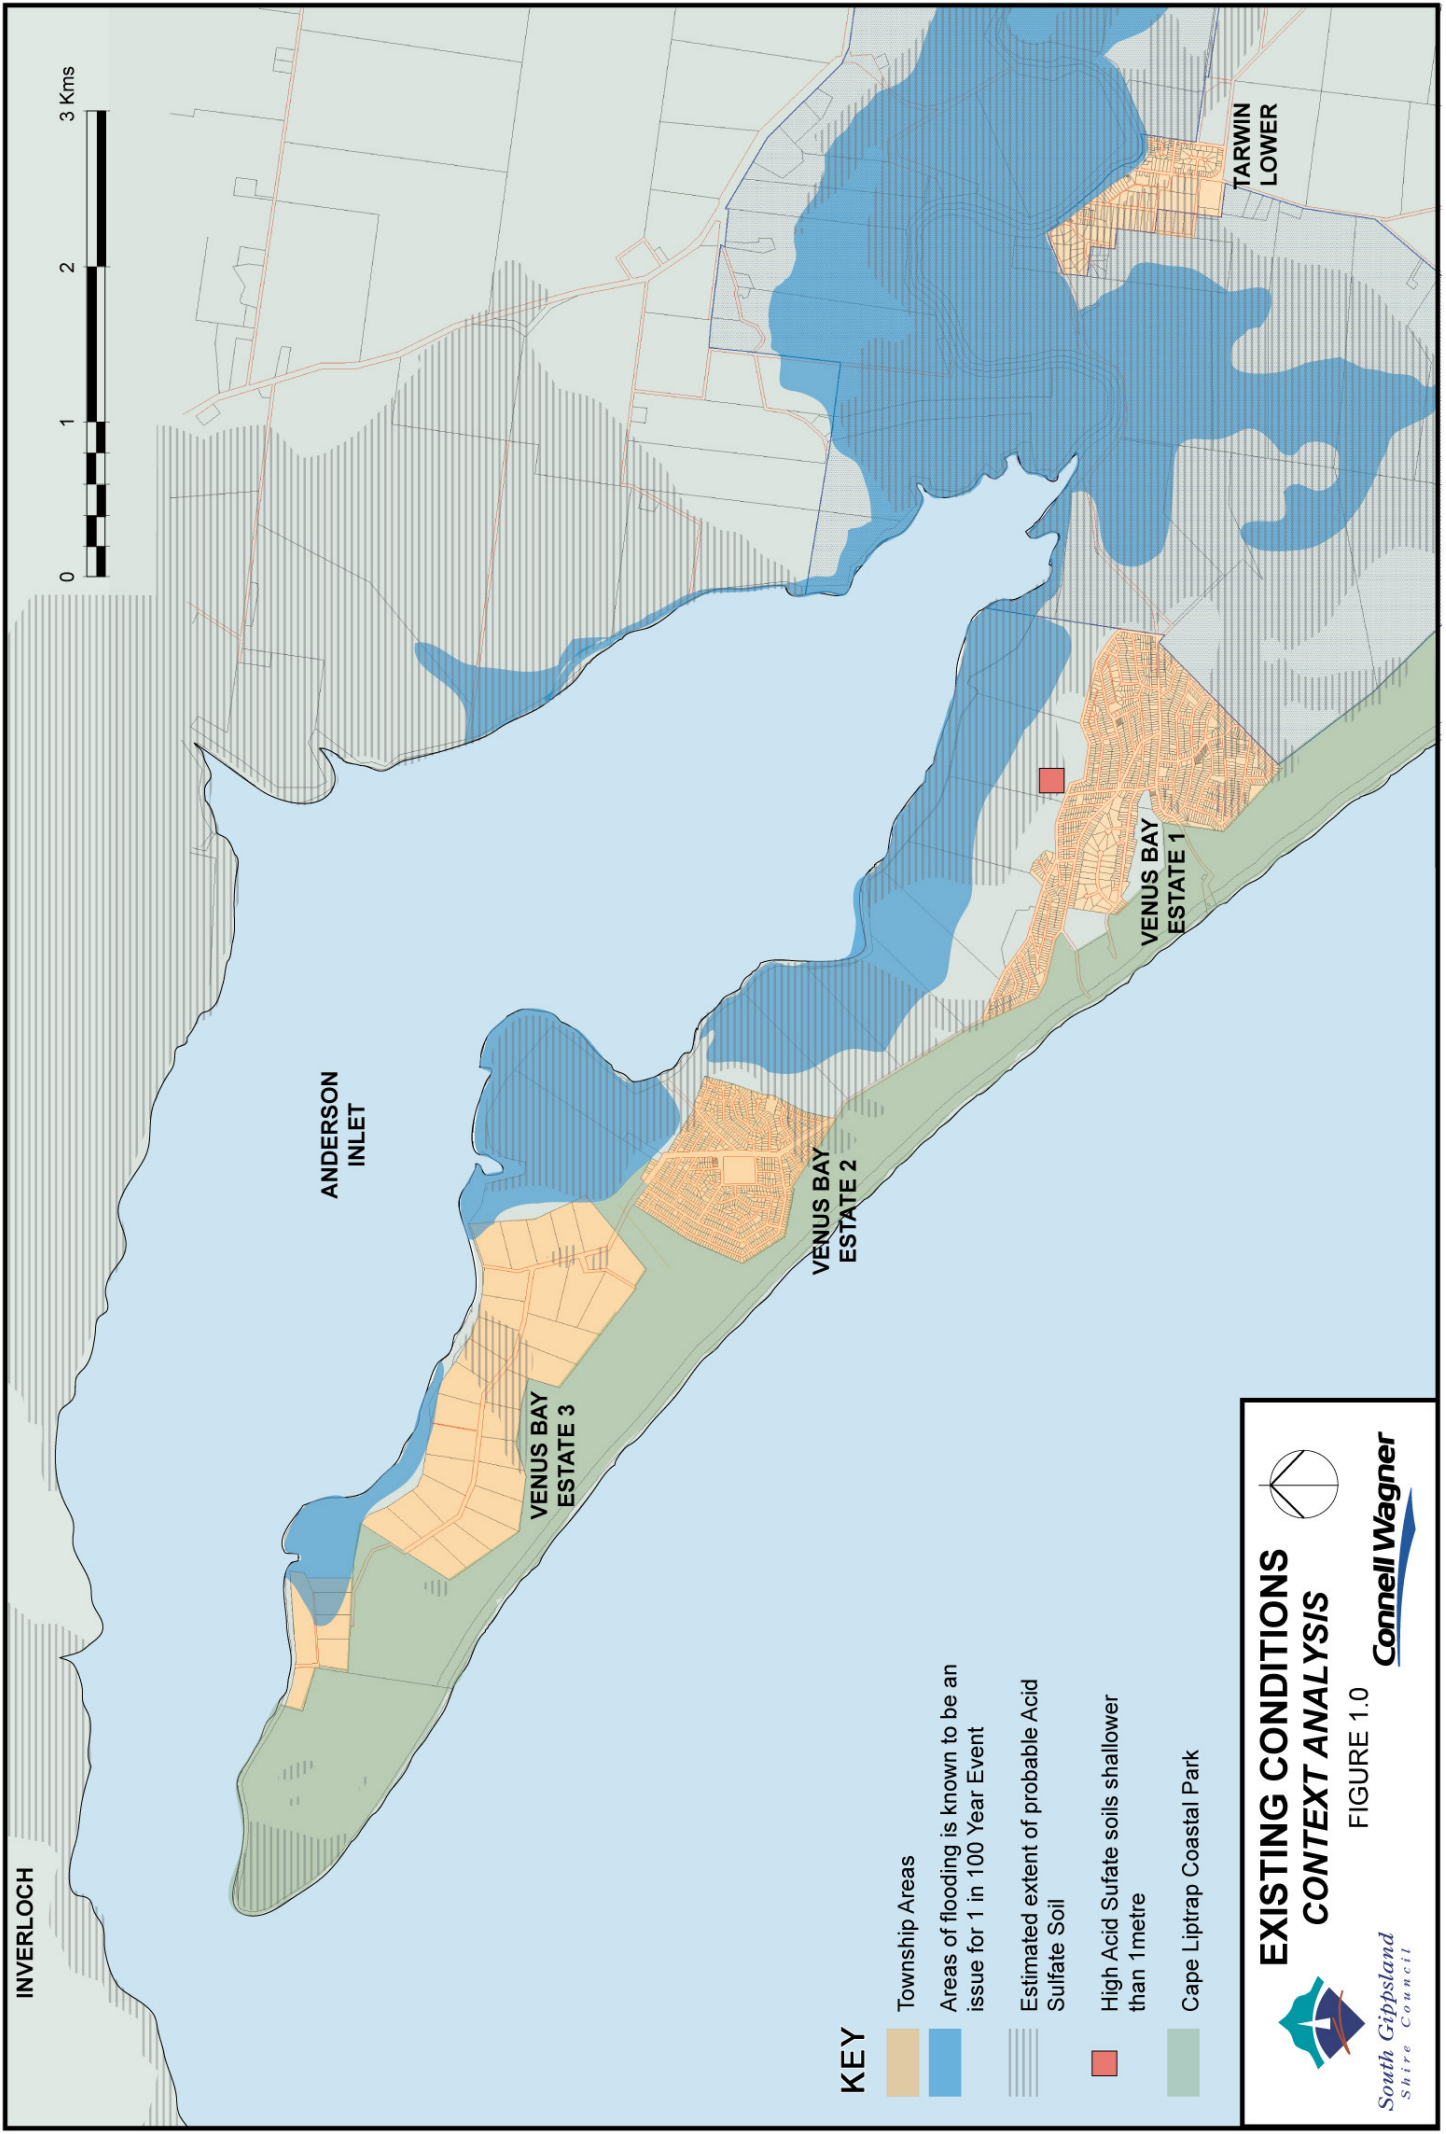 INVERLOCH
ANDERSON
INLET
0 1 2 3 Kms
TARWIN
LOWER
VENUS BAY
ESTATE 1
VENUS BAY
ESTATE 2
VENUS BAY
ESTATE 3
KEY
Township Areas
Areas of flooding is known to be an
issue for 1 in 100 Year Event
Estimated extent of probable Acid
Sulfate Soil
High Acid Sufate soils shallower
than 1metre
Cape Liptrap Coastal Park
EXISTING CONDITIONS
CONTEXT ANALYSIS
FIGURE 1.0
South Gippsland
Shire Council
Connell Wagner